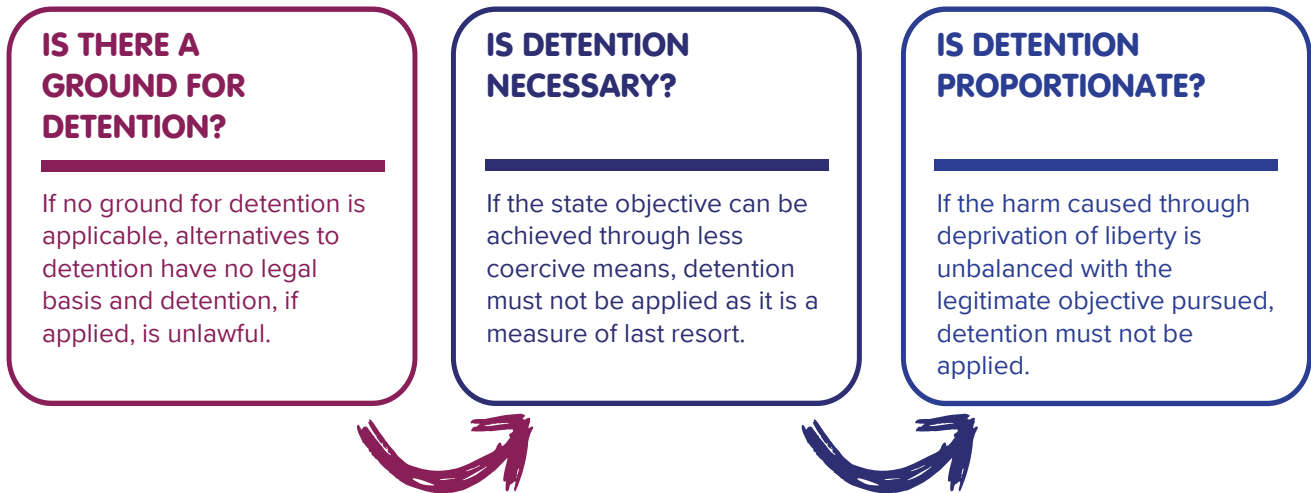 IS THERE A
GROUND FOR
DETENTION?
If no ground for detention is
applicable, alternatives to
detention have no legal
basis and detention, if
applied, is unlawful.
IS DETENTION
NECESSARY?
If the state objective can be
achieved through less
coercive means, detention
must not be applied as it is a
measure of last resort.
IS DETENTION
PROPORTIONATE?
If the harm caused through
deprivation of liberty is
unbalanced with the
legitimate objective pursued,
detention must not be
applied.